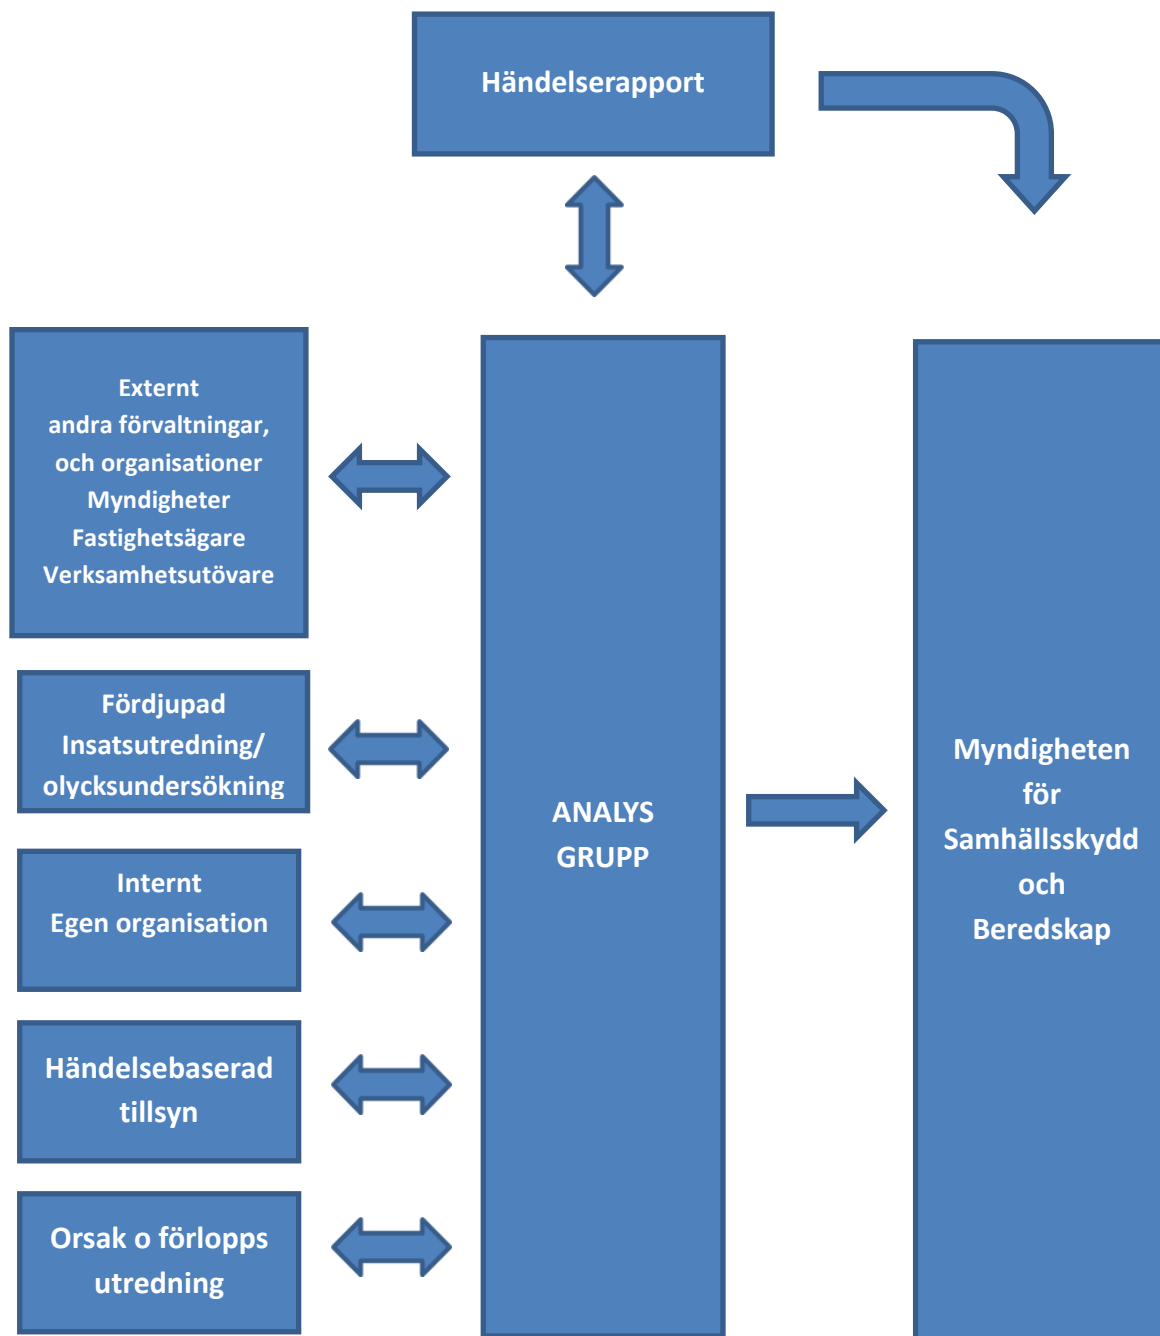 Händelserapport
Externt
andra förvaltningar,
och organisationer
Myndigheter
Fastighetsägare
Verksamhetsutövare
Fördjupad
Insatsutredning/
olycksundersökning
Internt
Egen organisation
Händelsebaserad
tillsyn
Orsak o förlopps
utredning
ANALYS
GRUPP
Myndigheten
för
Samhällsskydd
och
Beredskap